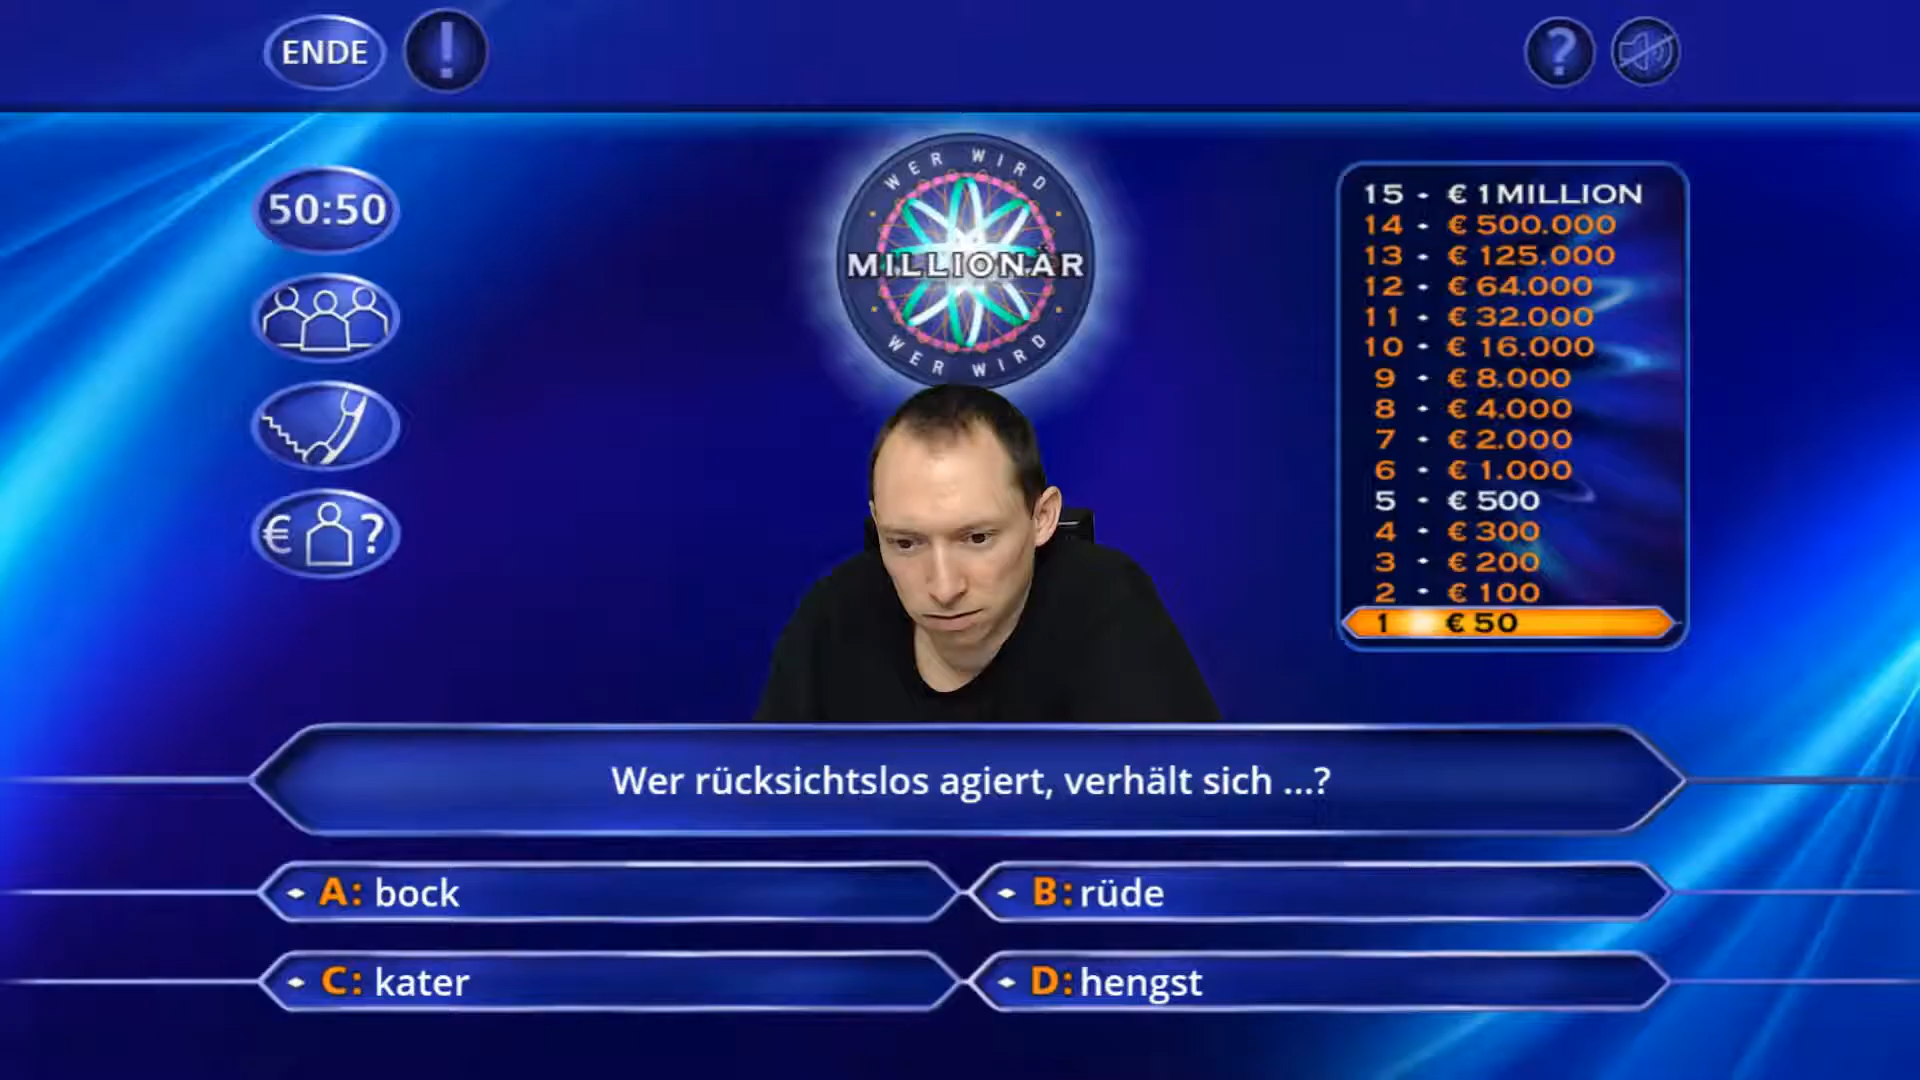 ENDE
!
?
50:50
WER WIRD
MILLIONÄR
WER WIRD
€ ?
15 · € 1 MILLION
14 · € 500.000
13 · € 125.000
12 · € 64.000
11 · € 32.000
10 · € 16.000
9 · € 8.000
8 · € 4.000
7 · € 2.000
6 · € 1.000
5 · € 500
4 · € 300
3 · € 200
2 · € 100
1 € 50
Wer rücksichtslos agiert, verhält sich ...?
A: bock
B: rüde
C: kater
D: hengst